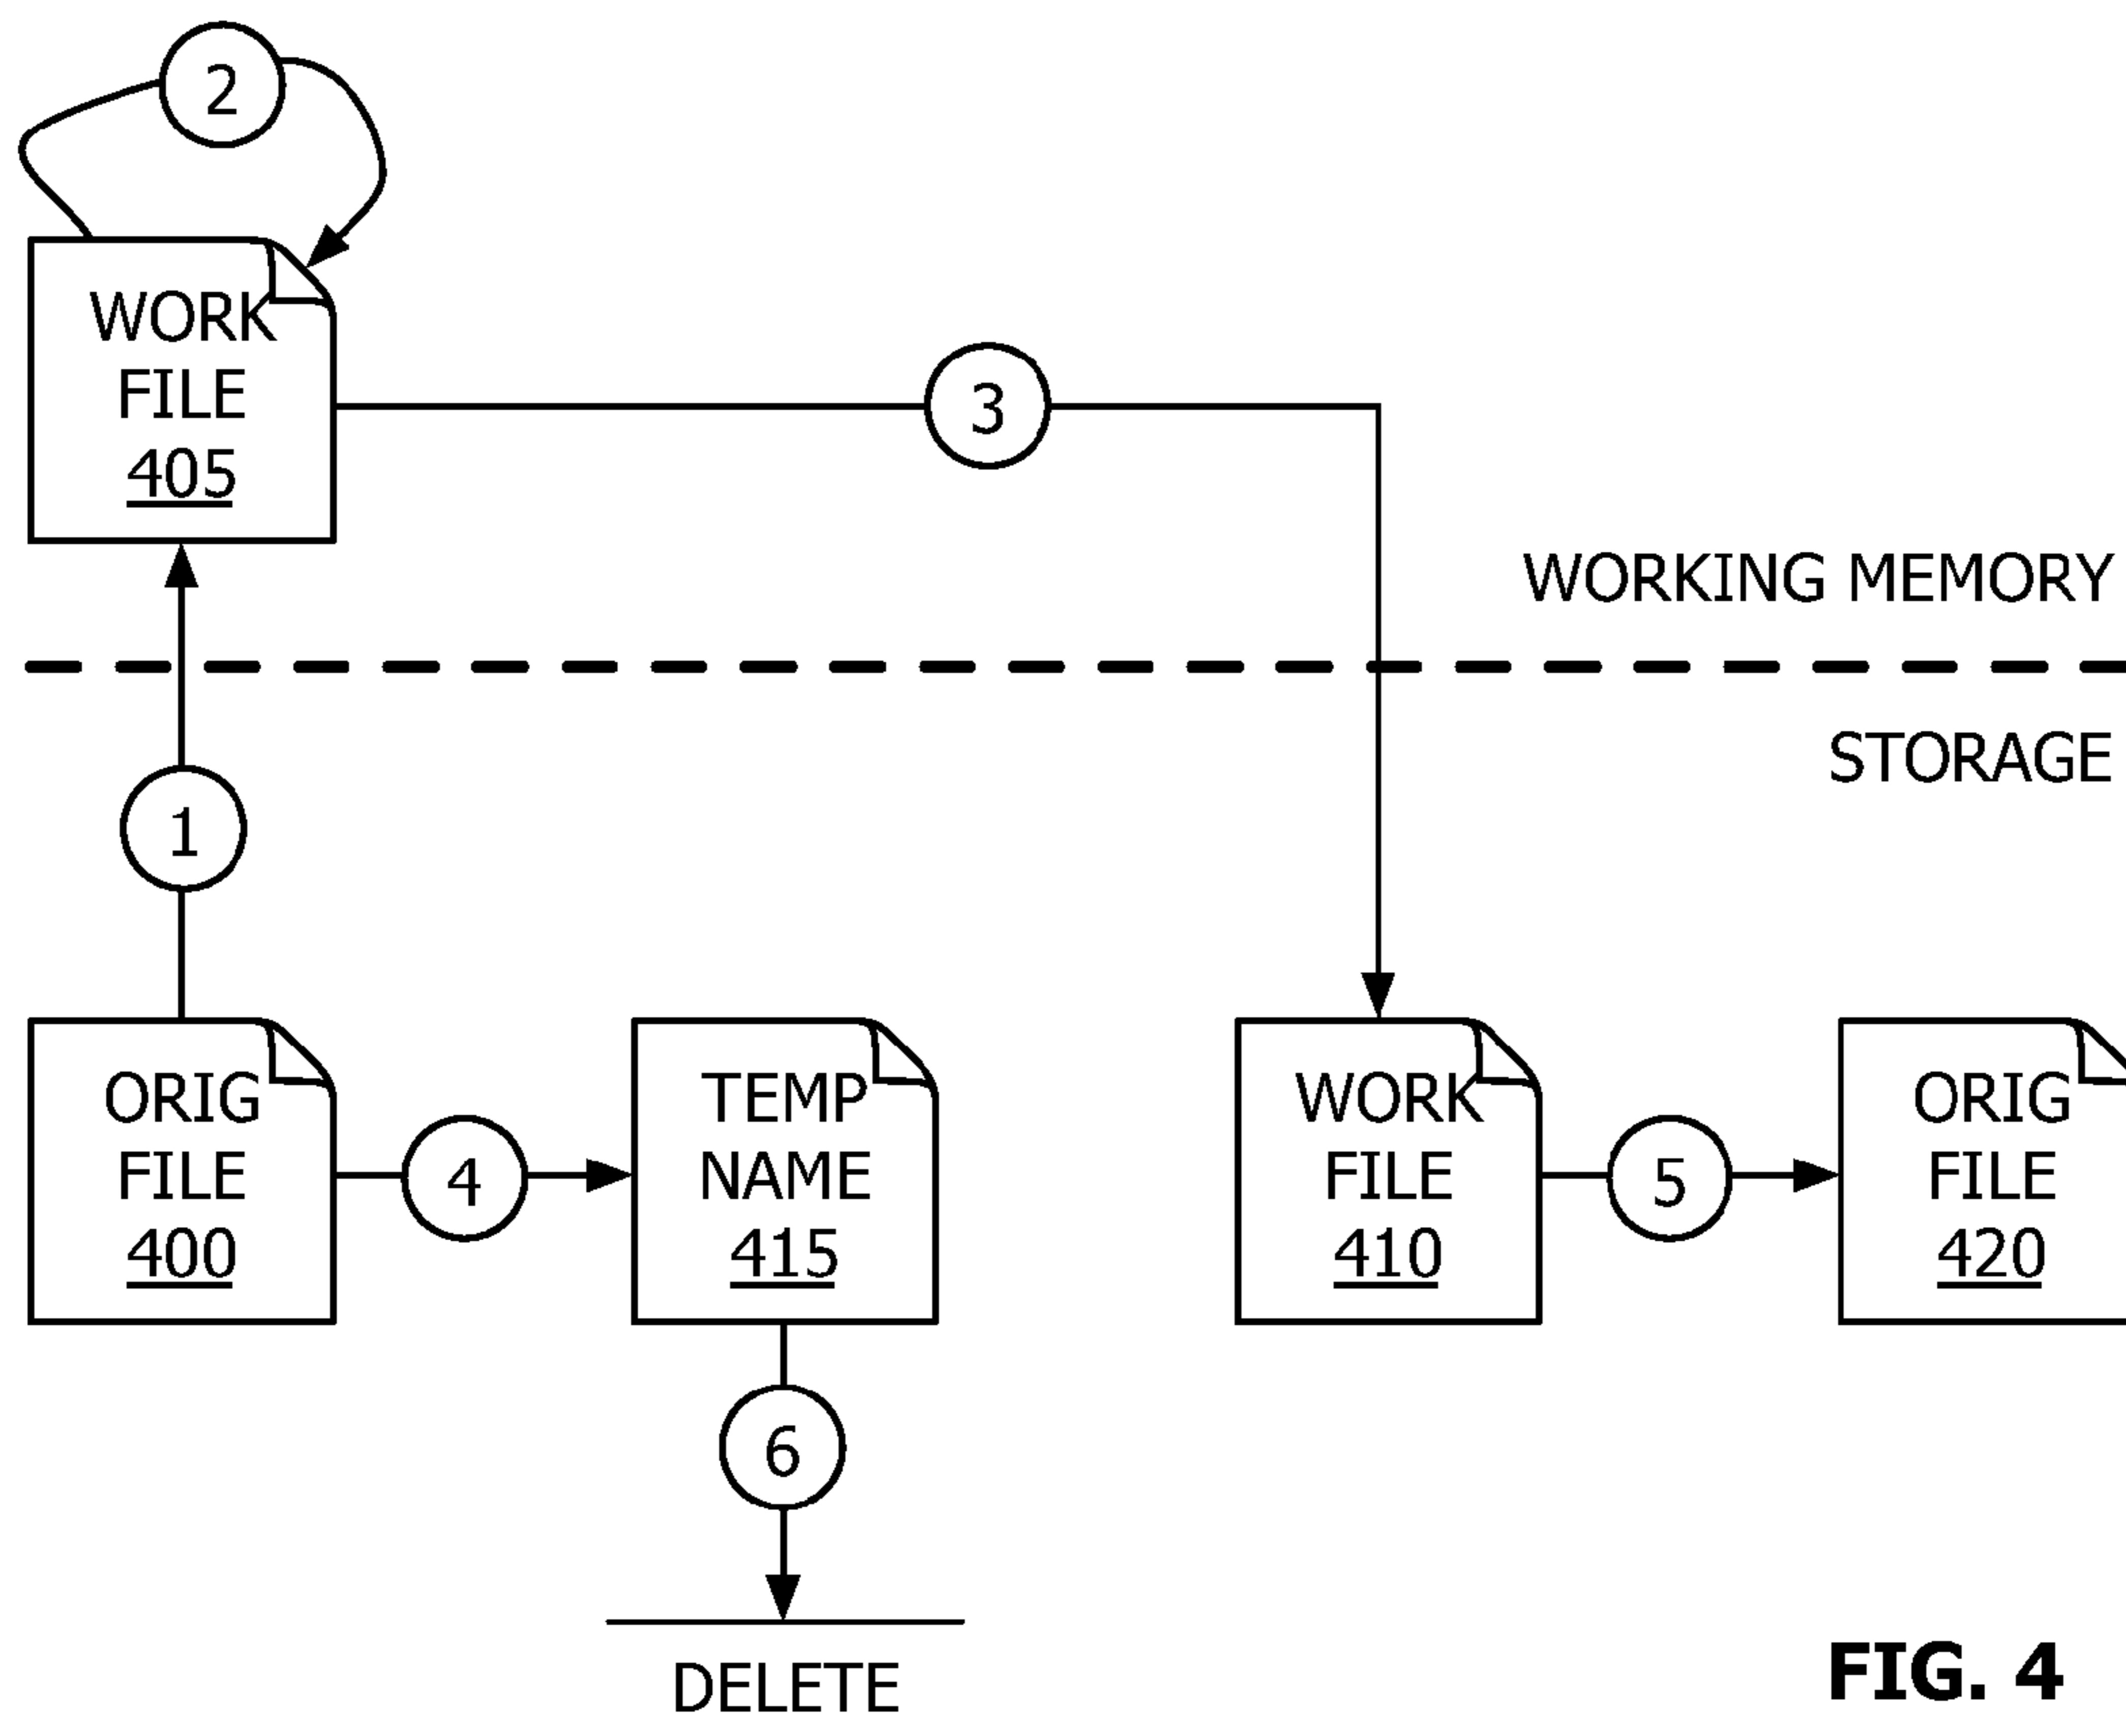 2
WORK
FILE
405
3
WORKING MEMORY
STORAGE
1
ORIG
FILE
400
4
TEMP
NAME
415
WORK
FILE
410
5
ORIG
FILE
420
6
DELETE
FIG. 4